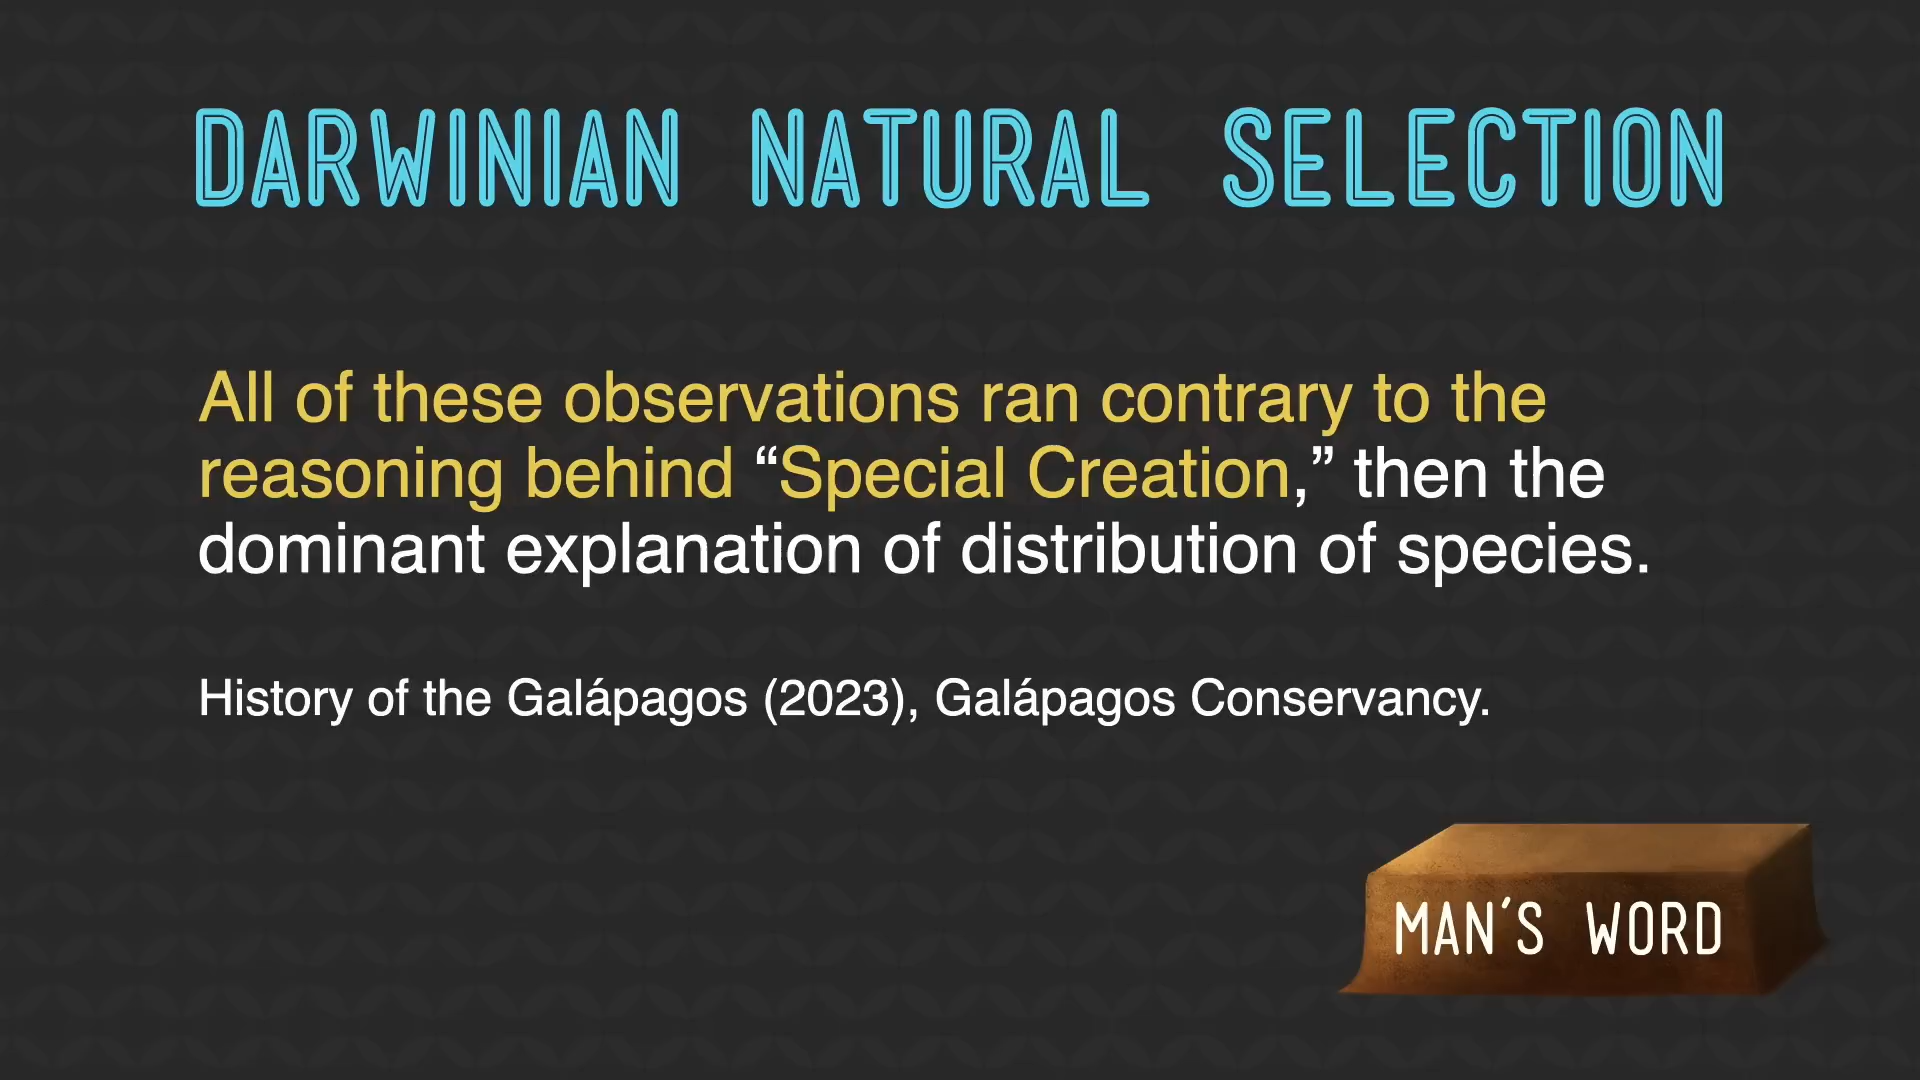 DARWINIAN NATURAL SELECTION
All of these observations ran contrary to the
reasoning behind “Special Creation,” then the
dominant explanation of distribution of species.
History of the Galápagos (2023), Galápagos Conservancy.
MAN'S WORD